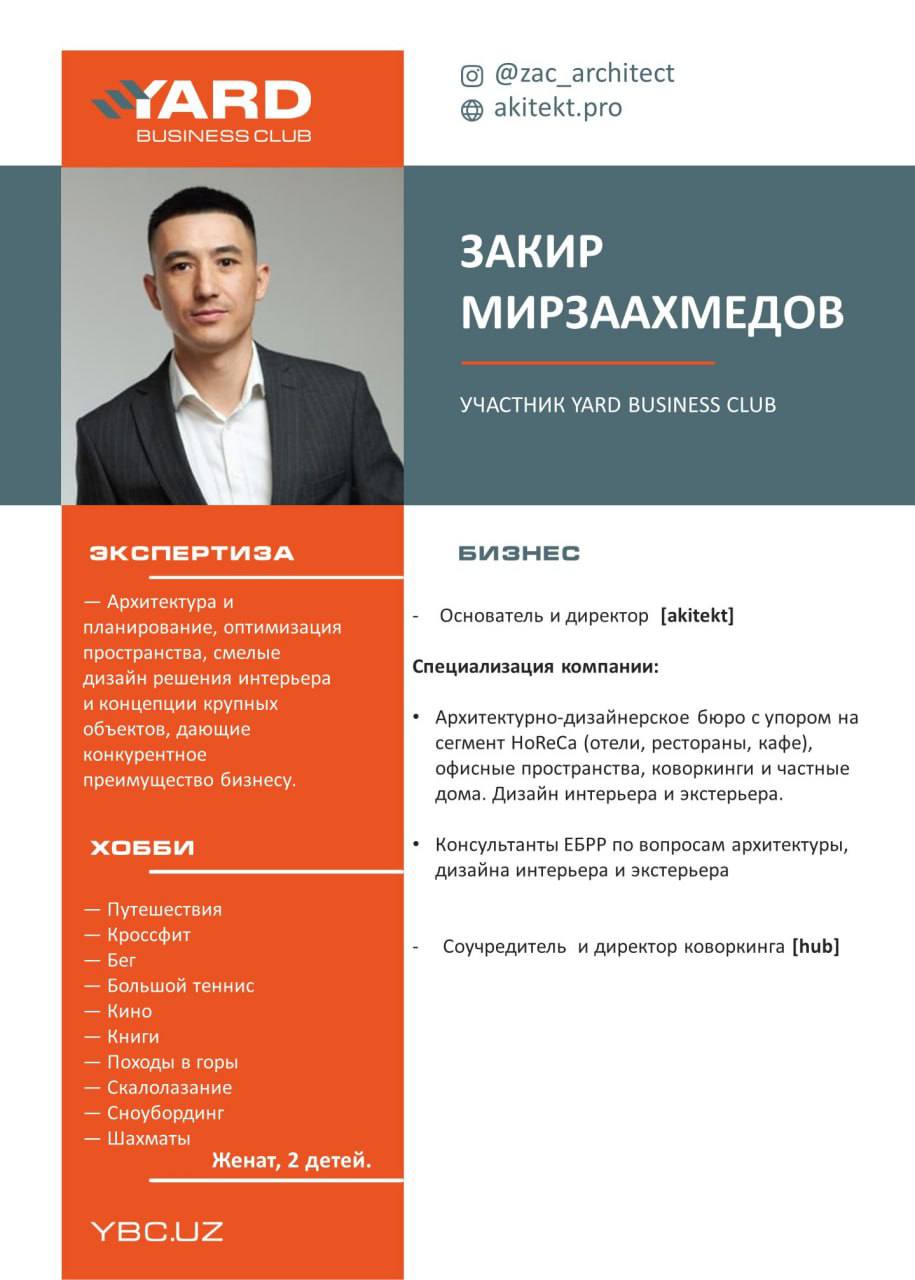 YARD
BUSINESS CLUB
@zac_architect
akitekt.pro
ЗАКИР
МИРЗААХМЕДОВ
УЧАСТНИК YARD BUSINESS CLUB
ЭКСПЕРТИЗА
— Архитектура и
планирование, оптимизация
пространства, смелые
дизайн решения интерьера
и концепции крупных
объектов, дающие
конкурентное
преимущество бизнесу.
ХОББИ
— Путешествия
— Кроссфит
— Бег
— Большой теннис
— Кино
— Книги
— Походы в горы
— Скалолазание
— Сноубординг
— Шахматы
Женат, 2 детей.
YBC.UZ
БИЗНЕС
- Основатель и директор [akitekt]
Специализация компании:
• Архитектурно-дизайнерское бюро с упором на
сегмент HoReCa (отели, рестораны, кафе),
офисные пространства, коворкинги и частные
дома. Дизайн интерьера и экстерьера.
• Консультанты ЕБРР по вопросам архитектуры,
дизайна интерьера и экстерьера
- Соучредитель и директор коворкинга [hub]